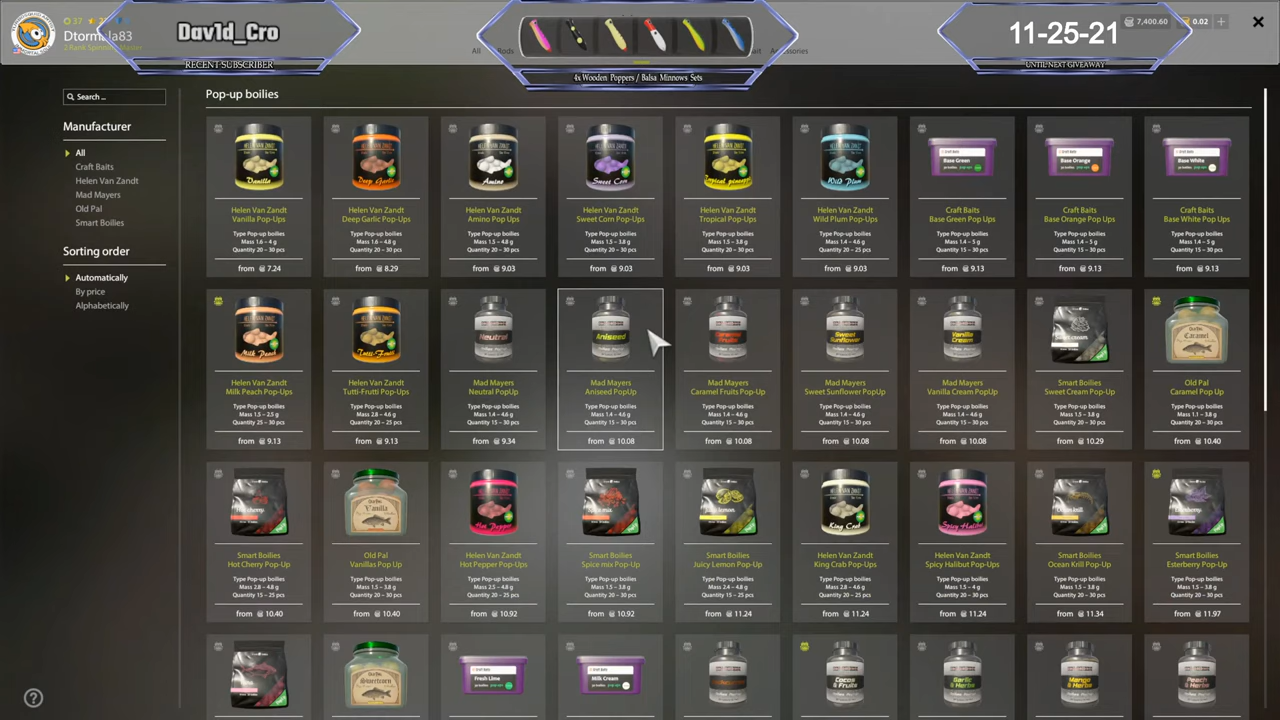 37
Dtormula83
2 Rank Spinning Master
Dav1d_Cro
RECENT SUBSCRIBER
All
Rods
Accessories
4x Wooden Poppers / Balsa Minnows Sets
11-25-21
UNTIL NEXT GIVEAWAY
7,400.60
0.02
Search ...
Manufacturer
All
Craft Baits
Helen Van Zandt
Mad Mayers
Old Pal
Smart Boilies
Sorting order
Automatically
By price
Alphabetically
Pop-up boilies
Helen Van Zandt
Vanilla Pop-Ups
Type Pop-up boilies
Mass 1.6 – 4 g
Quantity 20 – 30 pcs
from 7.24
Helen Van Zandt
Deep Garlic Pop-Ups
Type Pop-up boilies
Mass 1.6 – 4.8 g
Quantity 20 – 30 pcs
from 8.29
Helen Van Zandt
Amino Pop Ups
Type Pop-up boilies
Mass 1.5 – 4.8 g
Quantity 20 – 30 pcs
from 9.03
Helen Van Zandt
Sweet Corn Pop-Ups
Type Pop-up boilies
Mass 1.5 – 3.8 g
Quantity 20 – 30 pcs
from 9.03
Helen Van Zandt
Tropical Pop-Ups
Type Pop-up boilies
Mass 1.5 – 3.8 g
Quantity 20 – 30 pcs
from 9.03
Helen Van Zandt
Wild Plum Pop-Ups
Type Pop-up boilies
Mass 1.4 – 4.6 g
Quantity 20 – 25 pcs
from 9.03
Craft Baits
Base Green Pop Ups
Type Pop-up boilies
Mass 1.4 – 5 g
Quantity 15 – 30 pcs
from 9.13
Craft Baits
Base Orange Pop Ups
Type Pop-up boilies
Mass 1.4 – 5 g
Quantity 15 – 30 pcs
from 9.13
Craft Baits
Base White Pop Ups
Type Pop-up boilies
Mass 1.4 – 5 g
Quantity 15 – 30 pcs
from 9.13
Helen Van Zandt
Milk Peach Pop-Ups
Type Pop-up boilies
Mass 1.5 – 2.5 g
Quantity 25 – 30 pcs
from 9.13
Helen Van Zandt
Tutti-Frutti Pop-Ups
Type Pop-up boilies
Mass 2.8 – 4.6 g
Quantity 20 – 25 pcs
from 9.13
Mad Mayers
Neutral PopUp
Type Pop-up boilies
Mass 1.4 – 4.6 g
Quantity 15 – 30 pcs
from 9.34
Mad Mayers
Aniseed PopUp
Type Pop-up boilies
Mass 1.4 – 4.6 g
Quantity 15 – 30 pcs
from 10.08
Mad Mayers
Caramel Fruits PopUp
Type Pop-up boilies
Mass 1.4 – 4.6 g
Quantity 15 – 30 pcs
from 10.08
Mad Mayers
Sweet Sunflower PopUp
Type Pop-up boilies
Mass 1.4 – 4.6 g
Quantity 15 – 30 pcs
from 10.08
Mad Mayers
Vanilla Cream PopUp
Type Pop-up boilies
Mass 1.4 – 4.6 g
Quantity 15 – 30 pcs
from 10.08
Smart Boilies
Sweet Cream Pop-Up
Type Pop-up boilies
Mass 1.5 – 3.8 g
Quantity 20 – 30 pcs
from 10.29
Old Pal
Caramel Pop Up
Type Pop-up boilies
Mass 1.1 – 3.8 g
Quantity 20 – 30 pcs
from 10.40
Smart Boilies
Hot Cherry Pop-Up
Type Pop-up boilies
Mass 2.8 – 4.8 g
Quantity 15 – 25 pcs
from 10.40
Old Pal
Vanillas Pop Up
Type Pop-up boilies
Mass 1.5 – 3.8 g
Quantity 20 – 30 pcs
from 10.40
Helen Van Zandt
Hot Pepper Pop-Ups
Type Pop-up boilies
Mass 2.5 – 4.8 g
Quantity 20 – 25 pcs
from 10.92
Smart Boilies
Spice mix Pop-Up
Type Pop-up boilies
Mass 1.5 – 3.8 g
Quantity 20 – 30 pcs
from 10.92
Smart Boilies
Juicy Lemon Pop-Up
Type Pop-up boilies
Mass 2.4 – 4.8 g
Quantity 20 – 25 pcs
from 11.24
Helen Van Zandt
King Crab Pop-Ups
Type Pop-up boilies
Mass 2.8 – 4.6 g
Quantity 20 – 25 pcs
from 11.24
Helen Van Zandt
Spicy Halibut Pop-Ups
Type Pop-up boilies
Mass 1.5 – 3.8 g
Quantity 20 – 30 pcs
from 11.24
Smart Boilies
Ocean Krill Pop-Up
Type Pop-up boilies
Mass 1.5 – 3.8 g
Quantity 20 – 30 pcs
from 11.34
Smart Boilies
Esterberry Pop-Up
Type Pop-up boilies
Mass 1.5 – 3.8 g
Quantity 20 – 30 pcs
from 11.97
Sweetcorn
Fresh Lime
Milk Cream
Cocos & Fruits
Garlic & Herbs
Mango & Herbs
Peach & Herbs